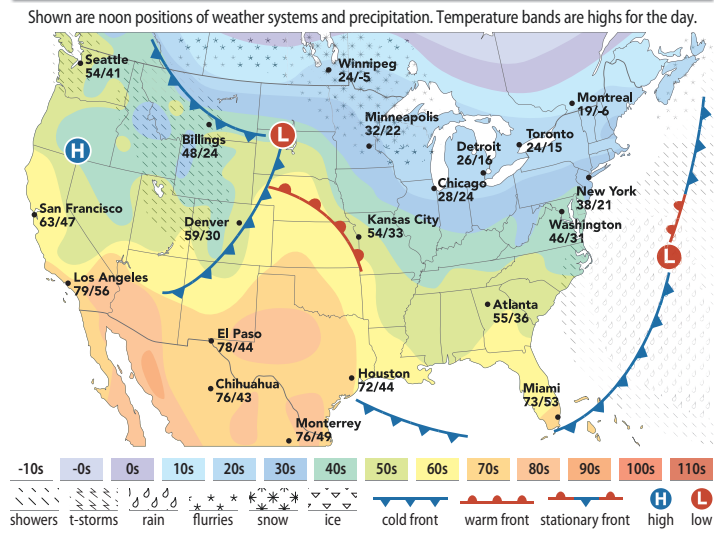 Shown are noon positions of weather systems and precipitation. Temperature bands are highs for the day.
Seattle
54/41
Winnipeg
24/-5
Montreal
19/-6
Minneapolis
32/22
Billings
48/24
L
H
Detroit
26/16
Toronto
24/15
Chicago
28/24
New York
38/21
San Francisco
63/47
Denver
59/30
Kansas City
54/33
Washington
46/31
L
Los Angeles
79/56
Atlanta
55/36
El Paso
78/44
Houston
72/44
Chihuahua
76/43
Miami
73/53
Monterrey
76/49
-10s -0s 0s 10s 20s 30s 40s 50s 60s 70s 80s 90s 100s 110s
H L
showers t-storms rain flurries snow ice cold front warm front stationary front high low